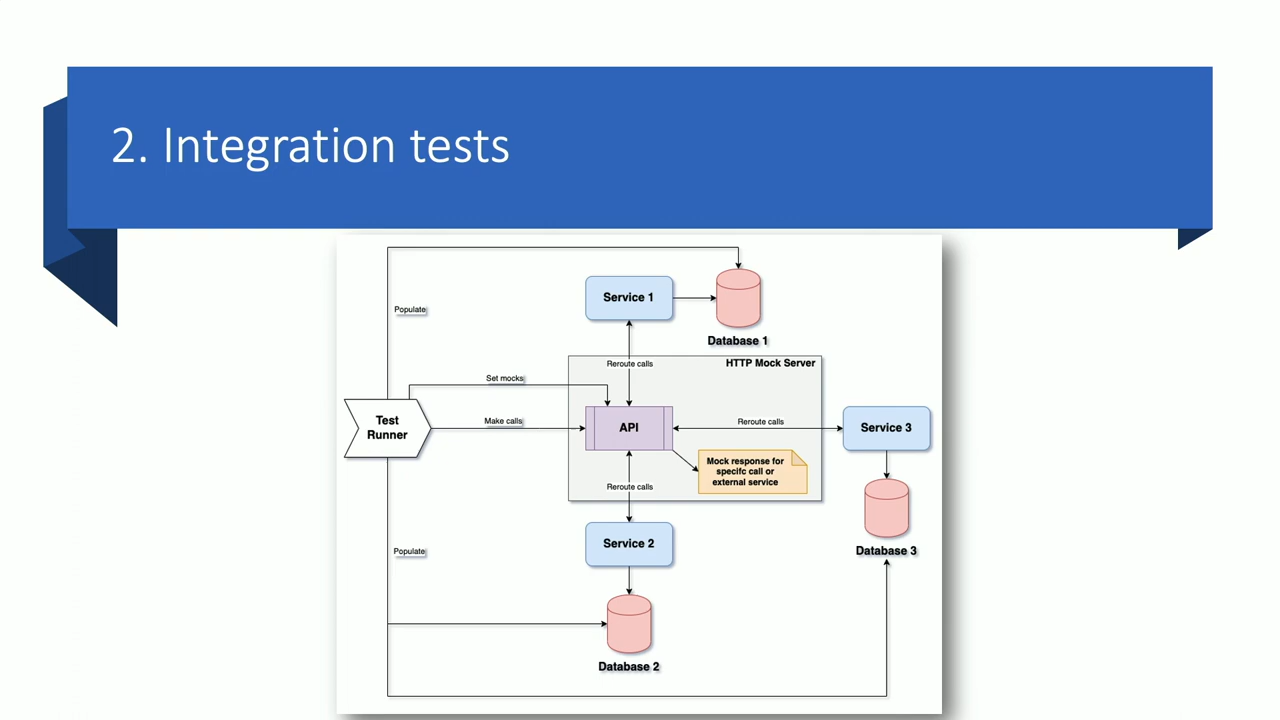 2. Integration tests
Populate
Service 1
Database 1
Reroute calls
HTTP Mock Server
Set mocks
Test
Runner
Make calls
API
Reroute calls
Service 3
Mock response for
specifc call or
external service
Reroute calls
Service 2
Database 3
Populate
Database 2